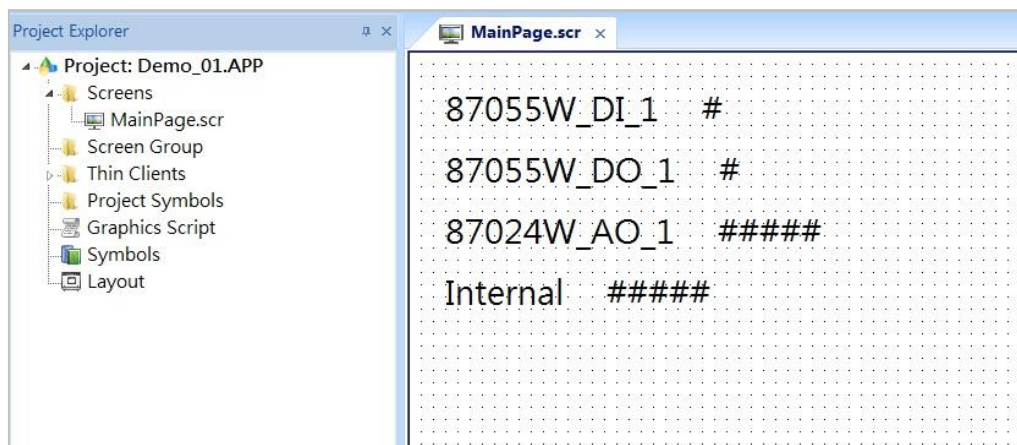 Project Explorer
Project: Demo_01.APP
Screens
MainPage.scr
Screen Group
Thin Clients
Project Symbols
Graphics Script
Symbols
Layout
MainPage.scr
87055W_DI_1 #
87055W_DO_1 #
87024W_AO_1 #####
Internal #####